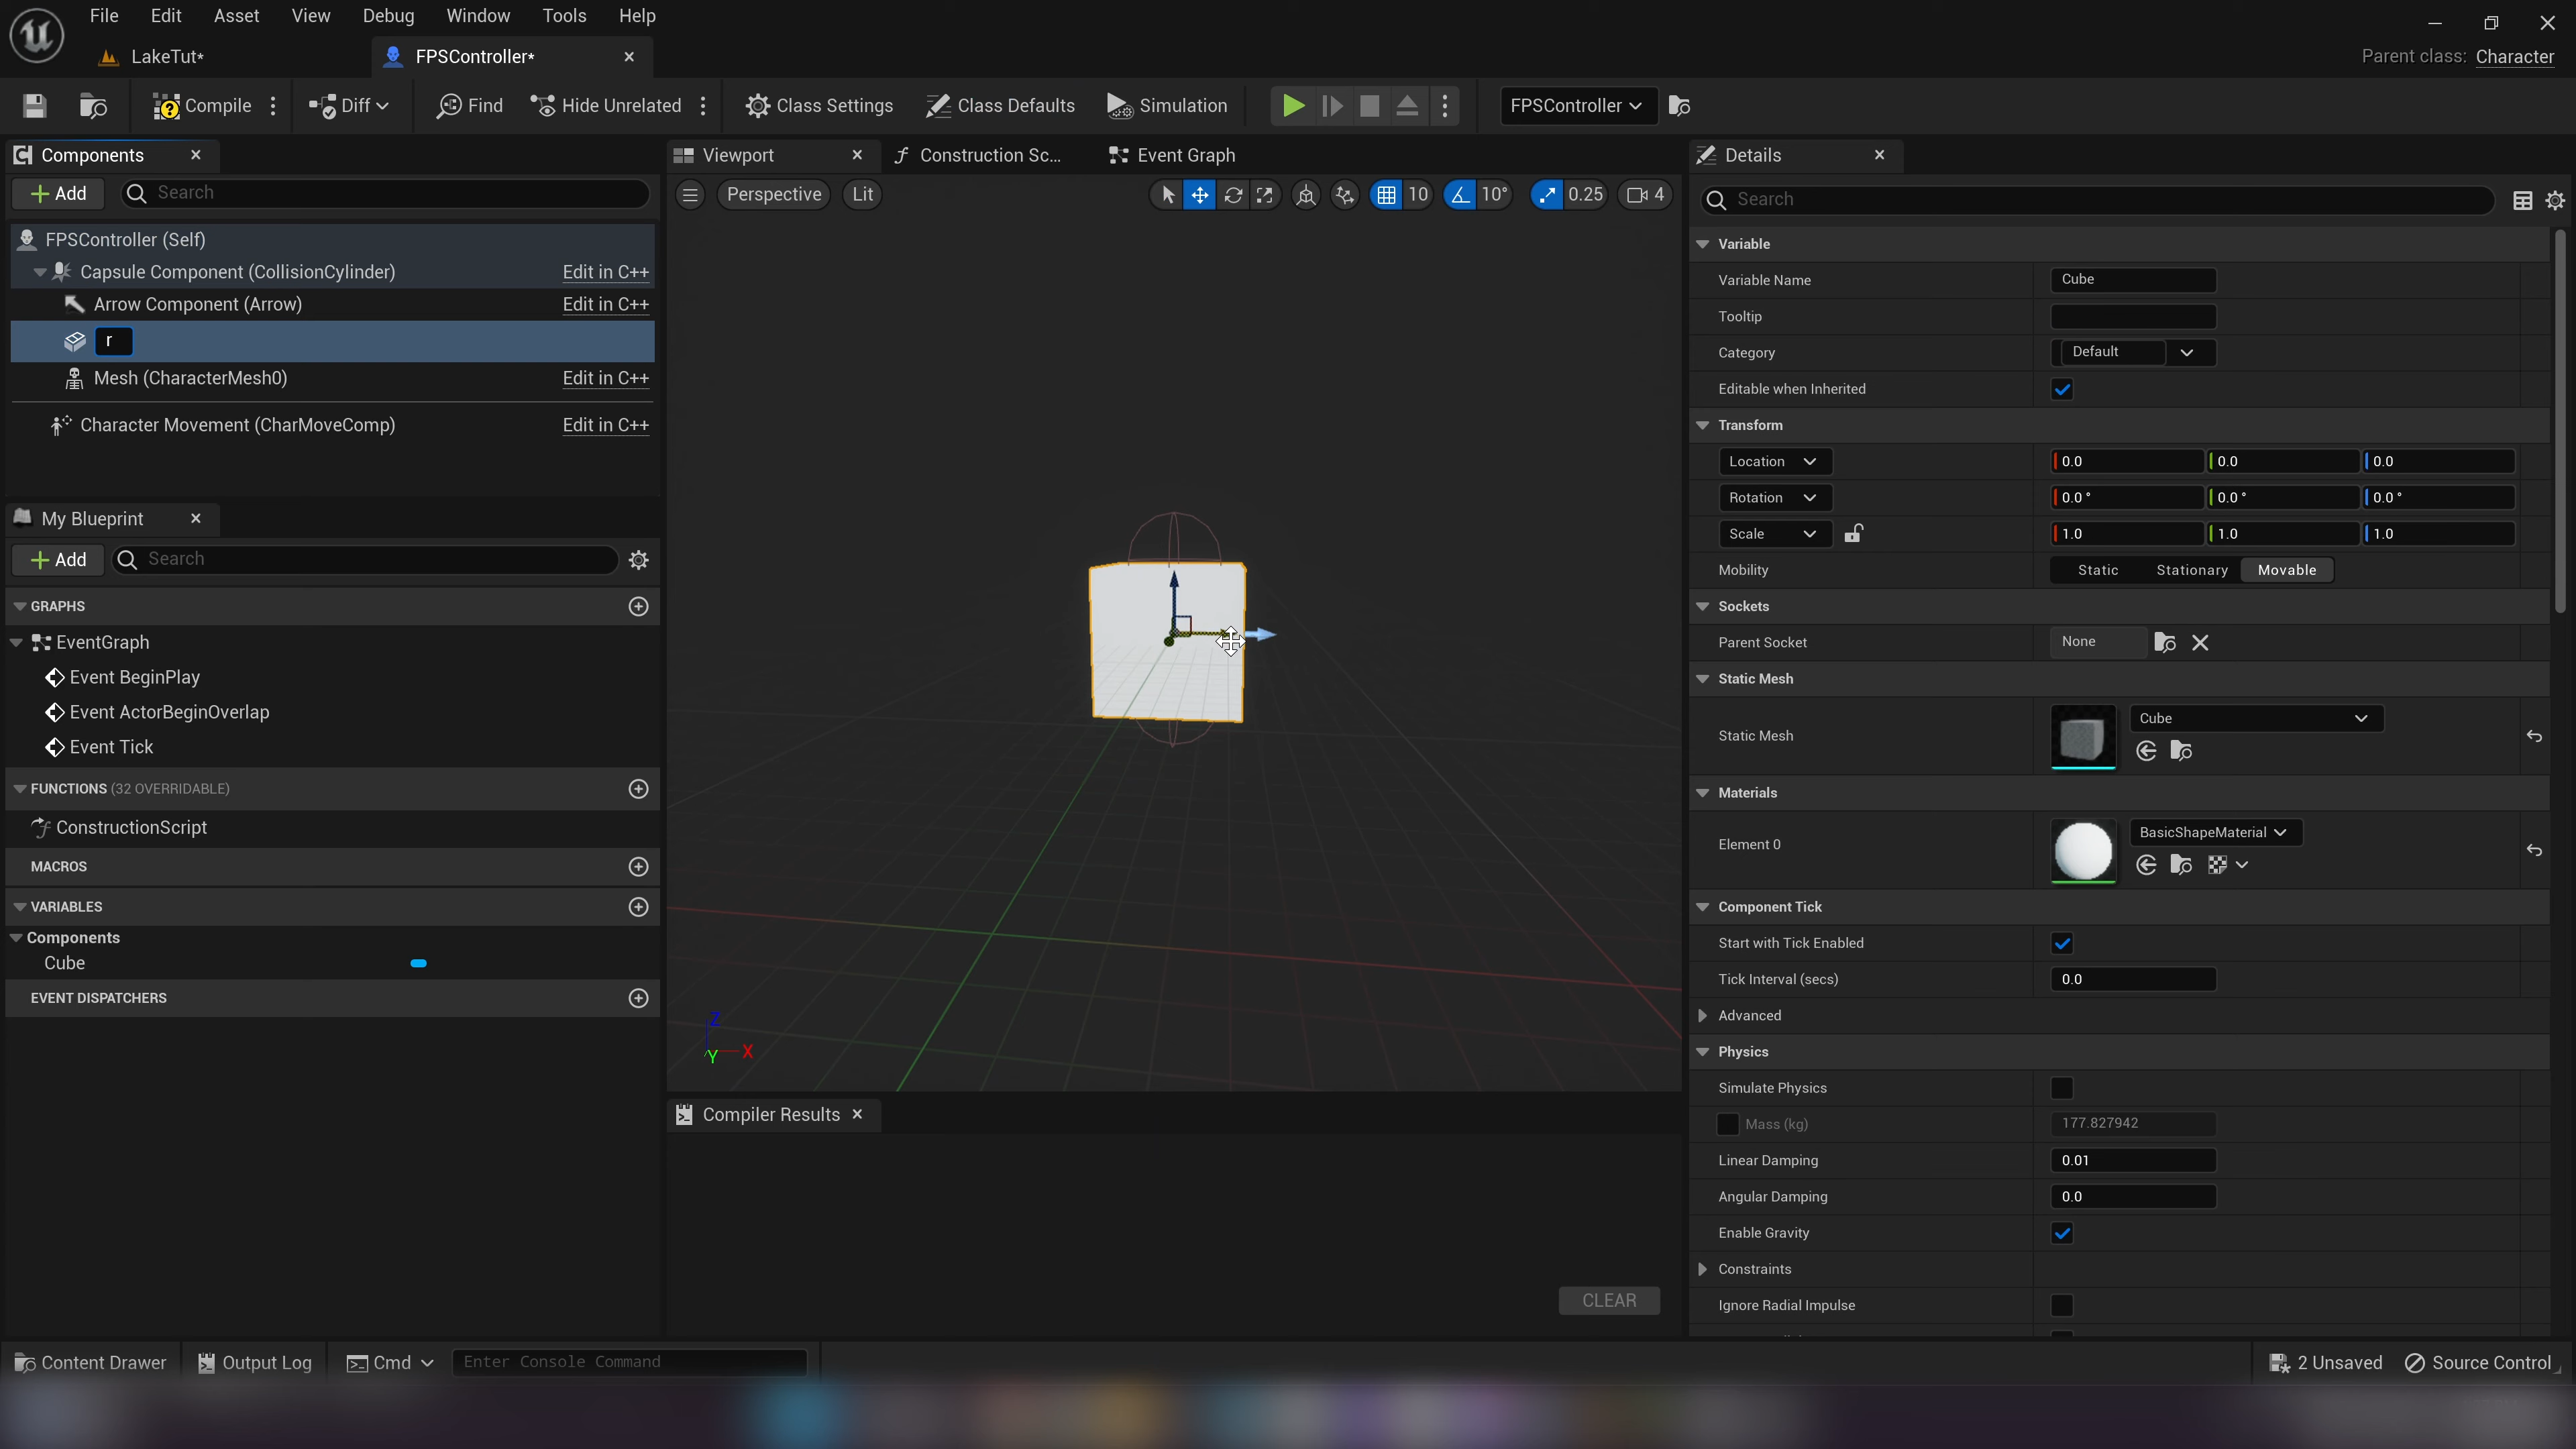 File Edit Asset View Debug Window Tools Help
LakeTut* FPSController* Parent class: Character
Compile Diff Find Hide Unrelated Class Settings Class Defaults Simulation FPSController
Components
Add Search
FPSController (Self)
Capsule Component (CollisionCylinder) Edit in C++
Arrow Component (Arrow) Edit in C++
r
Mesh (CharacterMesh0) Edit in C++
Character Movement (CharMoveComp) Edit in C++
My Blueprint
Add Search
GRAPHS
EventGraph
Event BeginPlay
Event ActorBeginOverlap
Event Tick
FUNCTIONS (32 OVERRIDABLE)
ConstructionScript
MACROS
VARIABLES
Components
Cube
EVENT DISPATCHERS
Viewport Construction Sc... Event Graph
Perspective Lit 10 10° 0.25 4
Z
Y X
Compiler Results
CLEAR
Details
Search
Variable
Variable Name Cube
Tooltip
Category Default
Editable when Inherited
Transform
Location 0.0 0.0 0.0
Rotation 0.0 ° 0.0 ° 0.0 °
Scale 1.0 1.0 1.0
Mobility Static Stationary Movable
Sockets
Parent Socket None
Static Mesh
Static Mesh Cube
Materials
Element 0 BasicShapeMaterial
Component Tick
Start with Tick Enabled
Tick Interval (secs) 0.0
Advanced
Physics
Simulate Physics
Mass (kg) 177.827942
Linear Damping 0.01
Angular Damping 0.0
Enable Gravity
Constraints
Ignore Radial Impulse
Content Drawer Output Log Cmd Enter Console Command 2 Unsaved Source Control